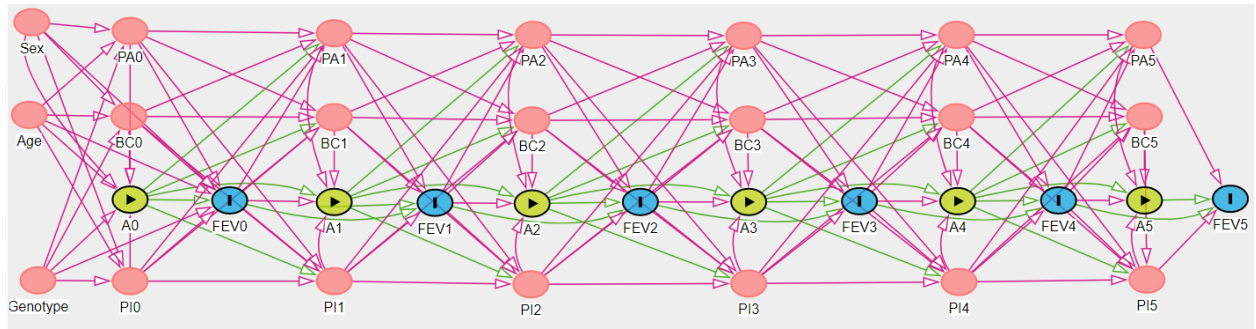 Sex
PA0
PA1
PA2
PA3
PA4
PA5
Age
BC0
BC1
BC2
BC3
BC4
BC5
A0
FEV0
A1
FEV1
A2
FEV2
A3
FEV3
A4
FEV4
A5
FEV5
Genotype
PI0
PI1
PI2
PI3
PI4
PI5